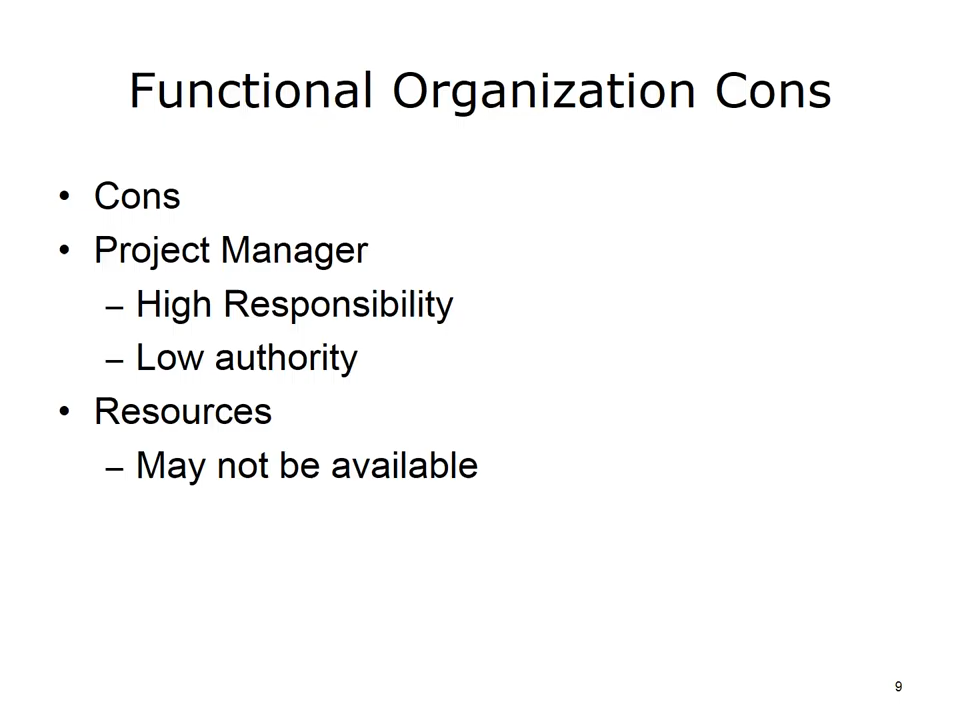 Functional Organization Cons
• Cons
• Project Manager
– High Responsibility
– Low authority
• Resources
– May not be available
9